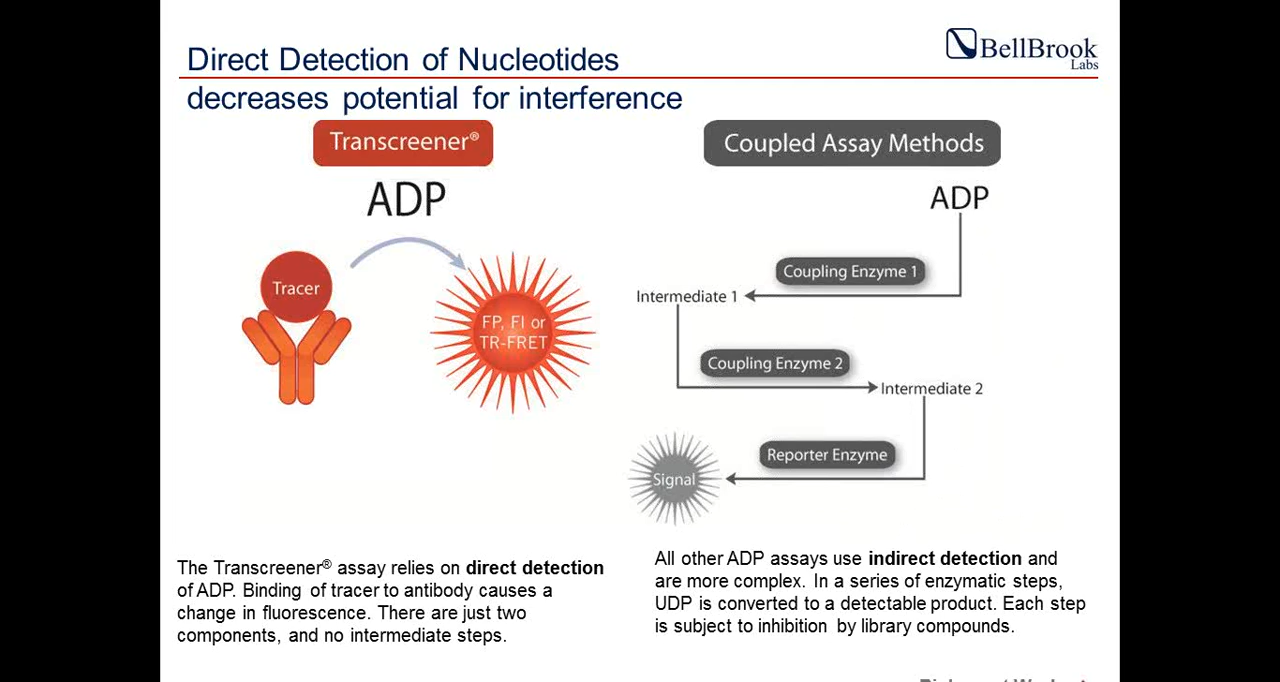 Direct Detection of Nucleotides
decreases potential for interference
BellBrook
Labs
Transcreener®
ADP
Tracer
FP, FI or
TR-FRET
The Transcreener® assay relies on direct detection
of ADP. Binding of tracer to antibody causes a
change in fluorescence. There are just two
components, and no intermediate steps.
Coupled Assay Methods
ADP
Coupling Enzyme 1
Intermediate 1
Coupling Enzyme 2
Intermediate 2
Reporter Enzyme
Signal
All other ADP assays use indirect detection and
are more complex. In a series of enzymatic steps,
UDP is converted to a detectable product. Each step
is subject to inhibition by library compounds.